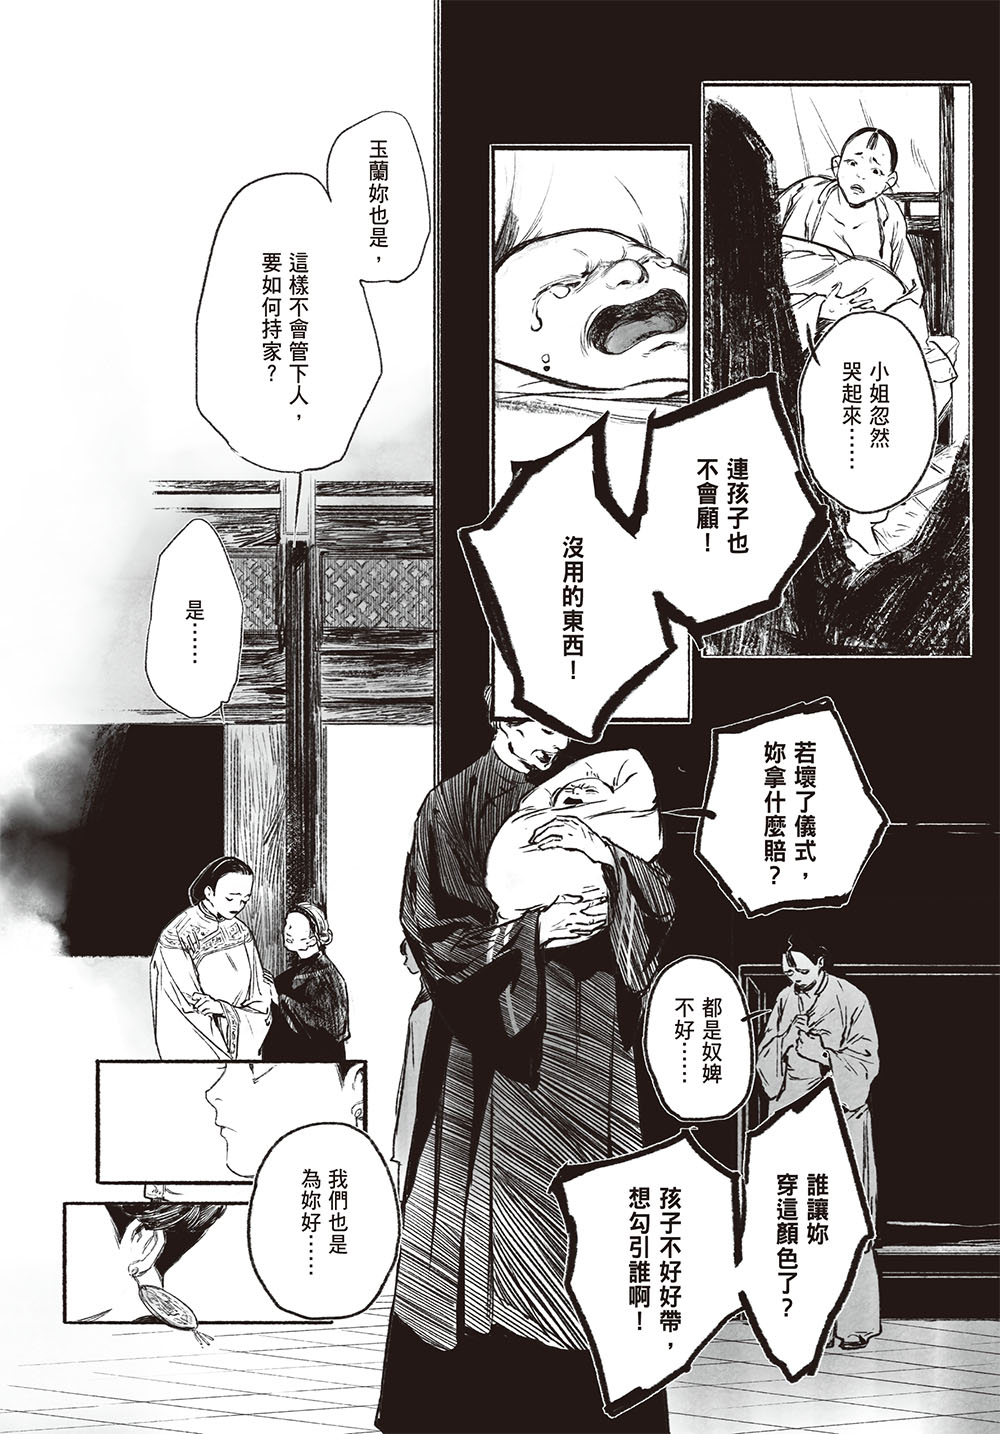 小姐忽然
哭起來……
連孩子也
不會顧！
沒用的東西！
若壞了儀式，
妳拿什麼賠？
都是奴婢
不好……
誰讓妳
穿這顏色了？
孩子不好好帶，
想勾引誰啊！
玉蘭妳也是，
這樣不會管下人，
要如何持家？
是……
我們也是
為妳好……